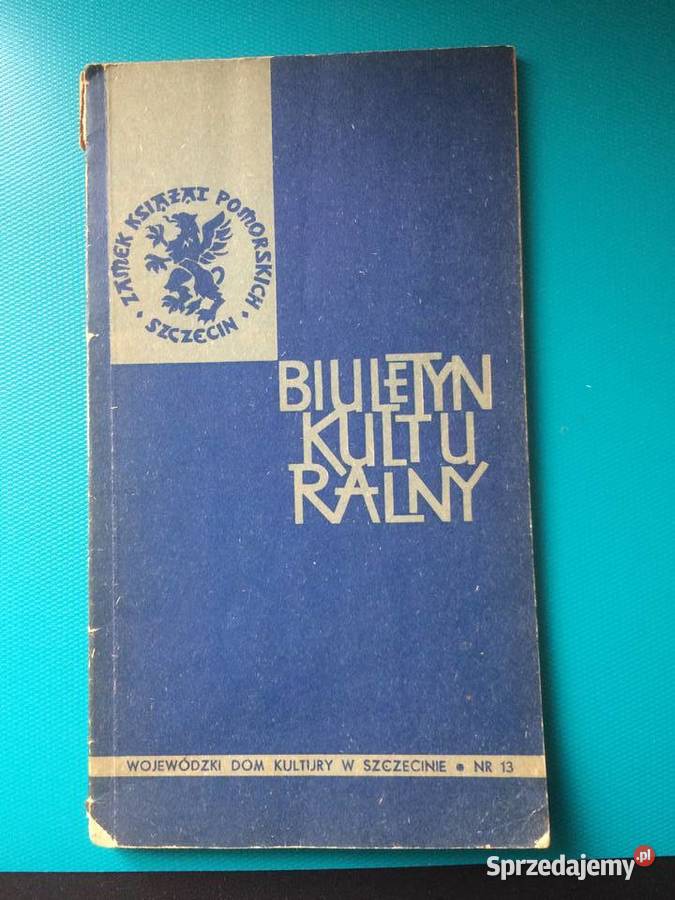 ZAMEK KSIĄŻĄT POMORSKICH
• SZCZECIN •
BIULETYN
KULTU
RALNY
WOJEWÓDZKI DOM KULTURY W SZCZECINIE • NR 13
Sprzedajemy.pl